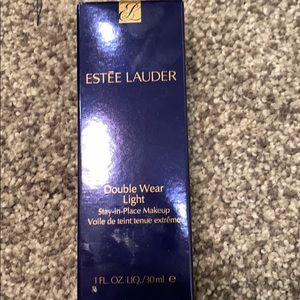 ESTĒE LAUDER
Double Wear
Light
Stay-in-Place Makeup
Voile de teint tenue extrême
1 FL. OZ. LIQ./30 ml e